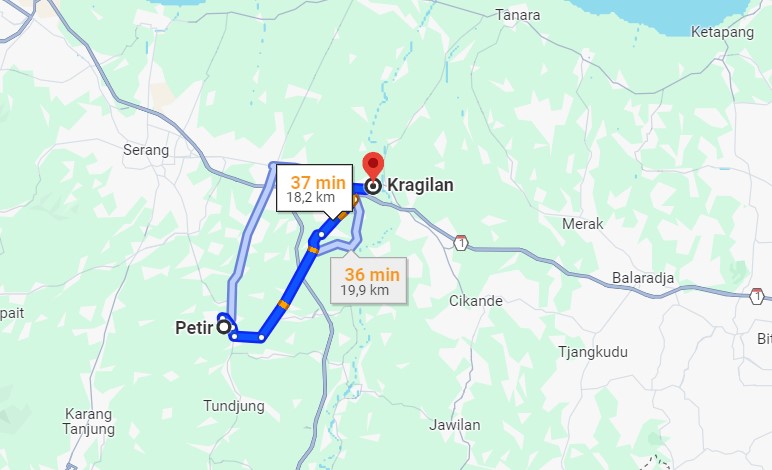 Tanara
Ketapang
Serang
37 min
18,2 km
Kragilan
Merak
1
36 min
19,9 km
Balaradja
1
Cikande
pait
Petir
Bit
Tjangkudu
Tundjung
Karang
Tanjung
Jawilan